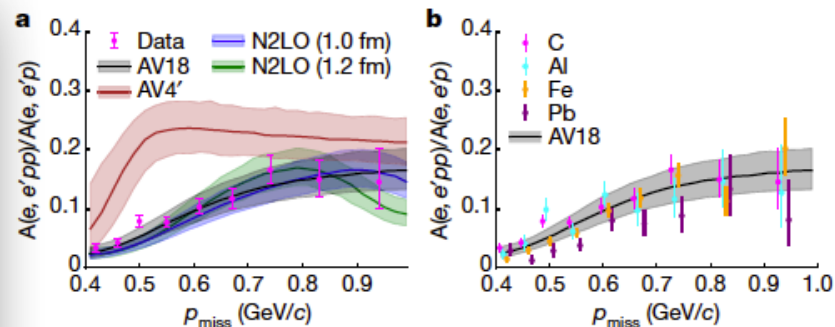 a
A(e, e′pp)/A(e, e′p)
0.4
0.3
0.2
0.1
0
Data
AV18
AV4′
N2LO (1.0 fm)
N2LO (1.2 fm)
0.4 0.5 0.6 0.7 0.8 0.9
p_miss (GeV/c)
b
A(e, e′pp)/A(e, e′p)
0.4
0.3
0.2
0.1
0
C
Al
Fe
Pb
AV18
0.4 0.5 0.6 0.7 0.8 0.9 1.0
p_miss (GeV/c)